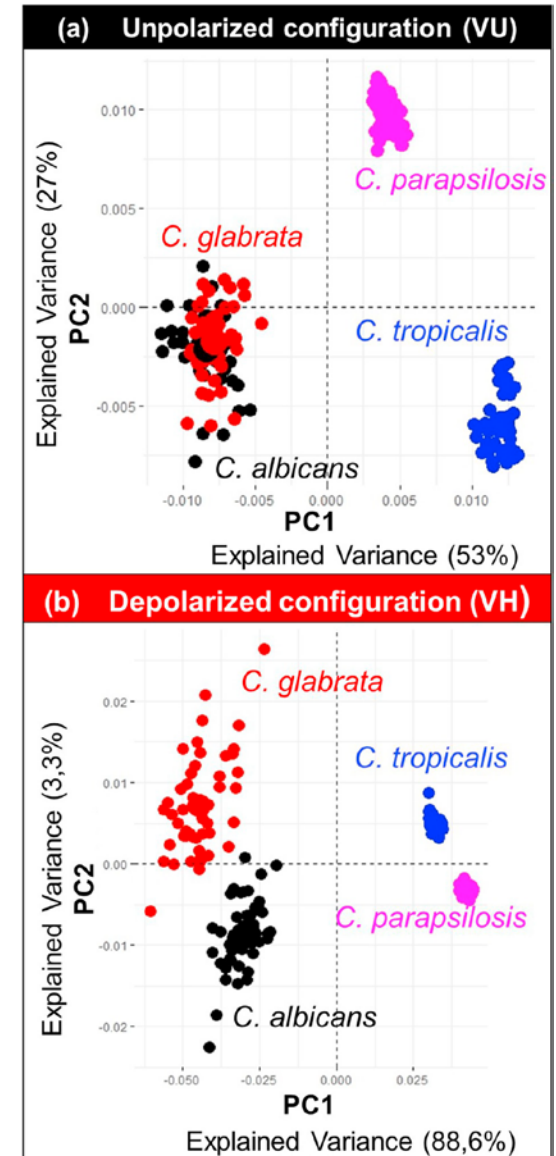 (a) Unpolarized configuration (VU)
Explained Variance (27%)
PC2
0.010
0.005
0.000
-0.005
C. parapsilosis
C. glabrata
C. tropicalis
C. albicans
-0.010 -0.005 0.000 0.005 0.010
PC1
Explained Variance (53%)
(b) Depolarized configuration (VH)
Explained Variance (3,3%)
PC2
0.02
0.01
0.00
-0.01
-0.02
C. glabrata
C. tropicalis
C. parapsilosis
C. albicans
-0.050 -0.025 0.000 0.025
PC1
Explained Variance (88,6%)